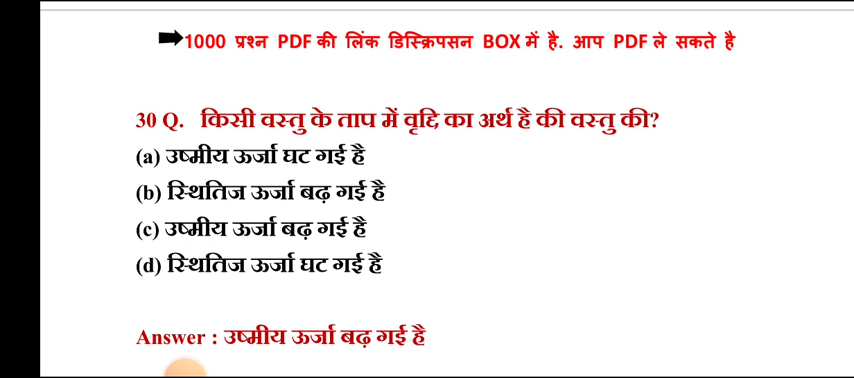 1000 प्रश्न PDF की लिंक डिस्क्रिपसन BOX में है. आप PDF ले सकते है
30 Q. किसी वस्तु के ताप में वृद्दि का अर्थ है की वस्तु की?
(a) उष्मीय ऊर्जा घट गई है
(b) स्थितिज ऊर्जा बढ़ गई है
(c) उष्मीय ऊर्जा बढ़ गई है
(d) स्थितिज ऊर्जा घट गई है
Answer : उष्मीय ऊर्जा बढ़ गई है